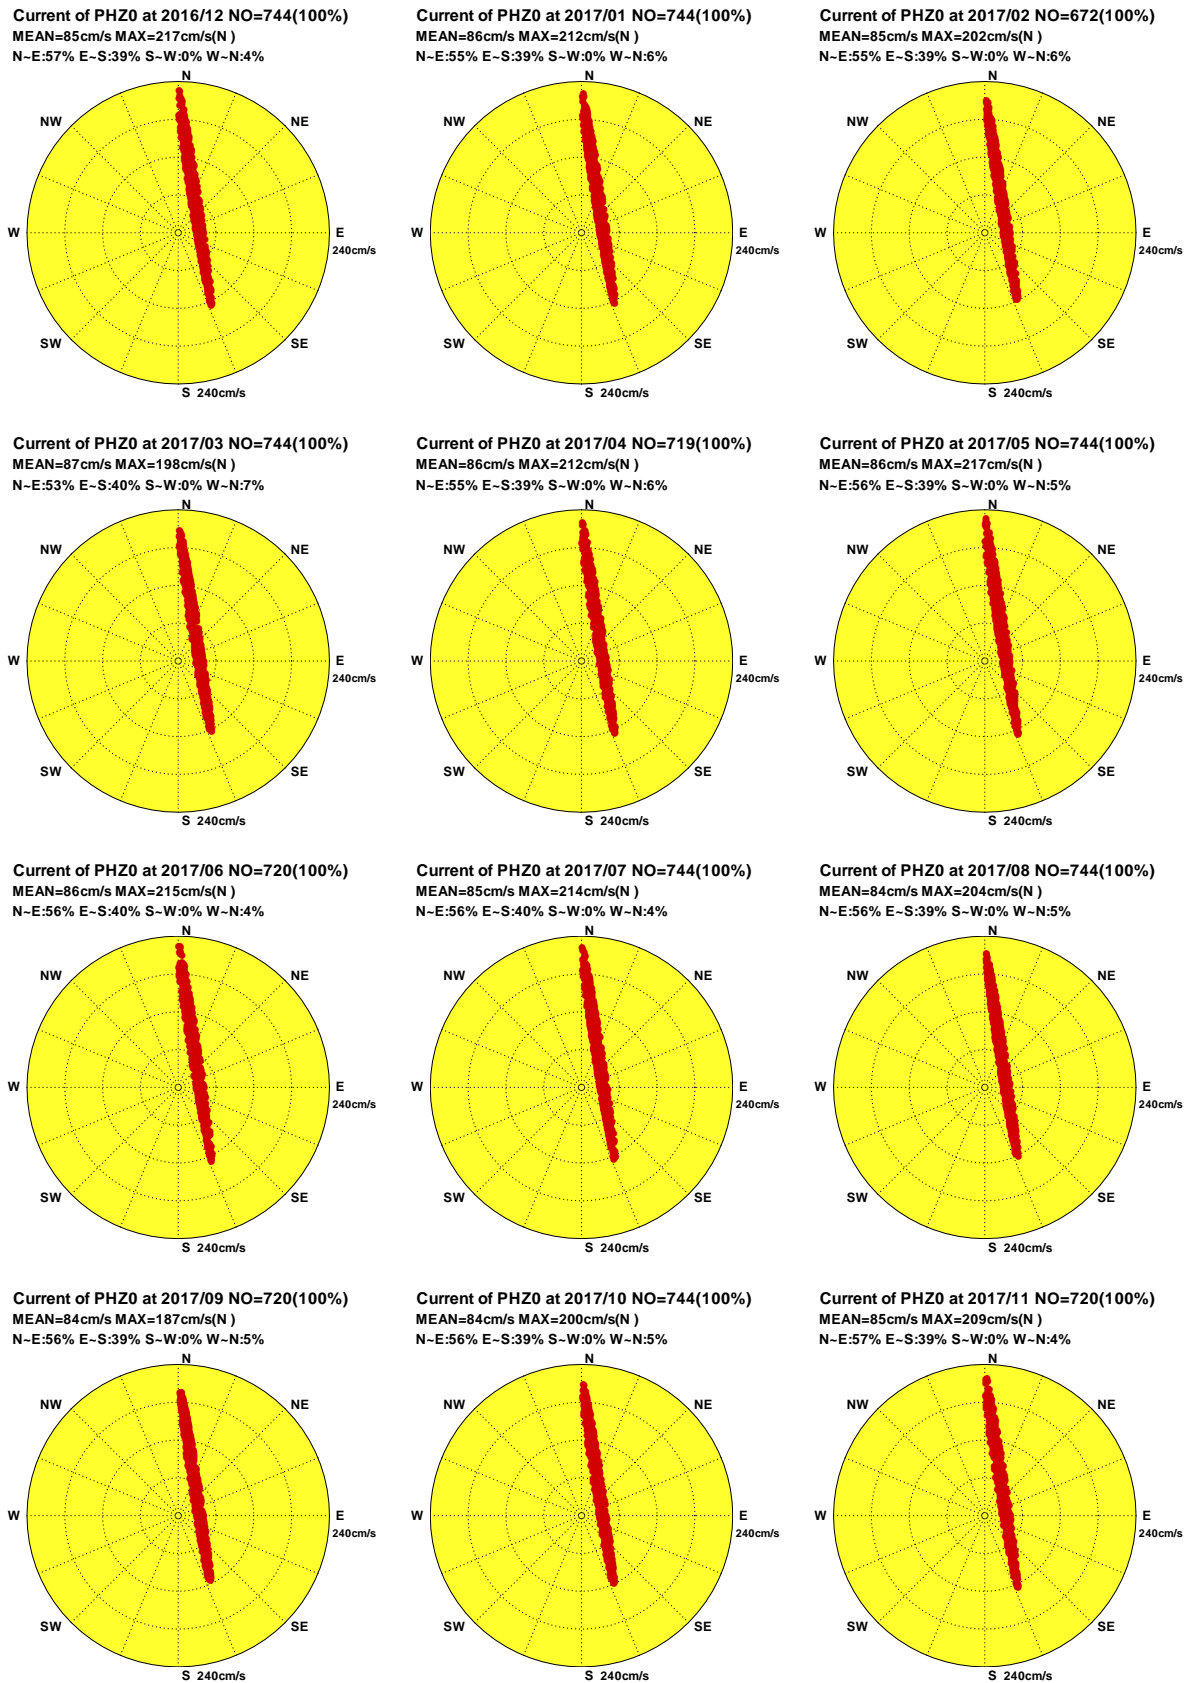 Current of PHZ0 at 2016/12 NO=744(100%)
MEAN=85cm/s MAX=217cm/s(N )
N~E:57% E~S:39% S~W:0% W~N:4%
N
NW
NE
W
E
240cm/s
SW
SE
S 240cm/s
Current of PHZ0 at 2017/01 NO=744(100%)
MEAN=86cm/s MAX=212cm/s(N )
N~E:55% E~S:39% S~W:0% W~N:6%
N
NW
NE
W
E
240cm/s
SW
SE
S 240cm/s
Current of PHZ0 at 2017/02 NO=672(100%)
MEAN=85cm/s MAX=202cm/s(N )
N~E:55% E~S:39% S~W:0% W~N:6%
N
NW
NE
W
E
240cm/s
SW
SE
S 240cm/s
Current of PHZ0 at 2017/03 NO=744(100%)
MEAN=87cm/s MAX=198cm/s(N )
N~E:53% E~S:40% S~W:0% W~N:7%
N
NW
NE
W
E
240cm/s
SW
SE
S 240cm/s
Current of PHZ0 at 2017/04 NO=719(100%)
MEAN=86cm/s MAX=212cm/s(N )
N~E:55% E~S:39% S~W:0% W~N:6%
N
NW
NE
W
E
240cm/s
SW
SE
S 240cm/s
Current of PHZ0 at 2017/05 NO=744(100%)
MEAN=86cm/s MAX=217cm/s(N )
N~E:56% E~S:39% S~W:0% W~N:5%
N
NW
NE
W
E
240cm/s
SW
SE
S 240cm/s
Current of PHZ0 at 2017/06 NO=720(100%)
MEAN=86cm/s MAX=215cm/s(N )
N~E:56% E~S:40% S~W:0% W~N:4%
N
NW
NE
W
E
240cm/s
SW
SE
S 240cm/s
Current of PHZ0 at 2017/07 NO=744(100%)
MEAN=85cm/s MAX=214cm/s(N )
N~E:56% E~S:40% S~W:0% W~N:4%
N
NW
NE
W
E
240cm/s
SW
SE
S 240cm/s
Current of PHZ0 at 2017/08 NO=744(100%)
MEAN=84cm/s MAX=204cm/s(N )
N~E:56% E~S:39% S~W:0% W~N:5%
N
NW
NE
W
E
240cm/s
SW
SE
S 240cm/s
Current of PHZ0 at 2017/09 NO=720(100%)
MEAN=84cm/s MAX=187cm/s(N )
N~E:56% E~S:39% S~W:0% W~N:5%
N
NW
NE
W
E
240cm/s
SW
SE
S 240cm/s
Current of PHZ0 at 2017/10 NO=744(100%)
MEAN=84cm/s MAX=200cm/s(N )
N~E:56% E~S:39% S~W:0% W~N:5%
N
NW
NE
W
E
240cm/s
SW
SE
S 240cm/s
Current of PHZ0 at 2017/11 NO=720(100%)
MEAN=85cm/s MAX=209cm/s(N )
N~E:57% E~S:39% S~W:0% W~N:4%
N
NW
NE
W
E
240cm/s
SW
SE
S 240cm/s